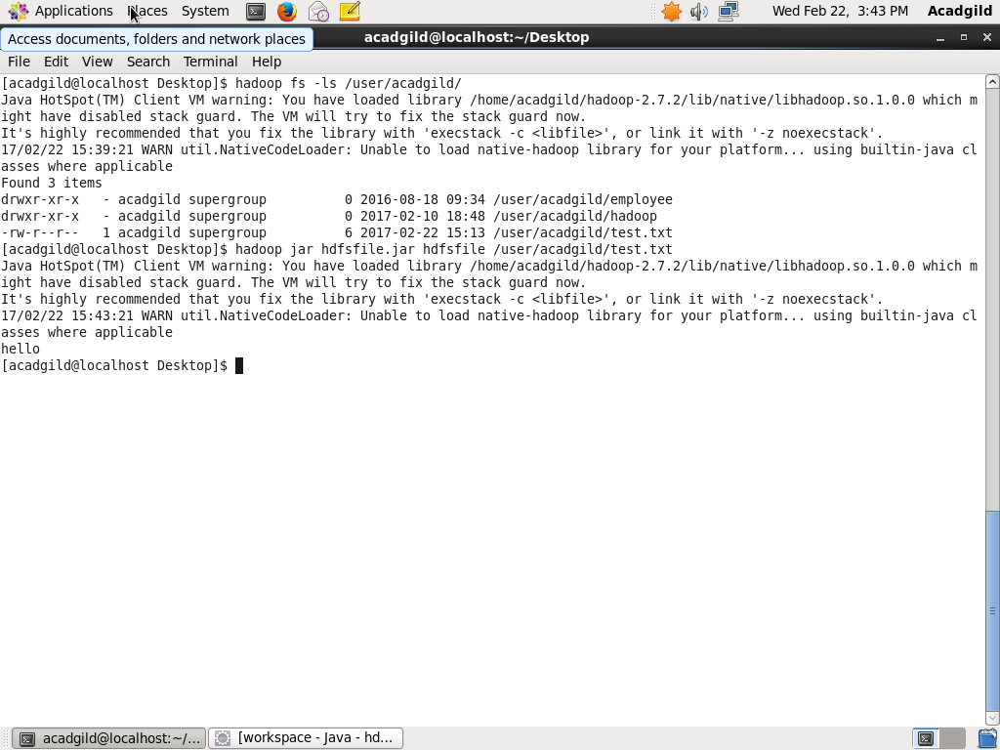 Applications Places System Wed Feb 22, 3:43 PM Acadgild
Access documents, folders and network places
acadgild@localhost:~/Desktop
File Edit View Search Terminal Help
[acadgild@localhost Desktop]$ hadoop fs -ls /user/acadgild/
Java HotSpot(TM) Client VM warning: You have loaded library /home/acadgild/hadoop-2.7.2/lib/native/libhadoop.so.1.0.0 which m
ight have disabled stack guard. The VM will try to fix the stack guard now.
It's highly recommended that you fix the library with 'execstack -c <libfile>', or link it with '-z noexecstack'.
17/02/22 15:39:21 WARN util.NativeCodeLoader: Unable to load native-hadoop library for your platform... using builtin-java cl
asses where applicable
Found 3 items
drwxr-xr-x   - acadgild supergroup          0 2016-08-18 09:34 /user/acadgild/employee
drwxr-xr-x   - acadgild supergroup          0 2017-02-10 18:48 /user/acadgild/hadoop
-rw-r--r--   1 acadgild supergroup          6 2017-02-22 15:13 /user/acadgild/test.txt
[acadgild@localhost Desktop]$ hadoop jar hdfsfile.jar hdfsfile /user/acadgild/test.txt
Java HotSpot(TM) Client VM warning: You have loaded library /home/acadgild/hadoop-2.7.2/lib/native/libhadoop.so.1.0.0 which m
ight have disabled stack guard. The VM will try to fix the stack guard now.
It's highly recommended that you fix the library with 'execstack -c <libfile>', or link it with '-z noexecstack'.
17/02/22 15:43:21 WARN util.NativeCodeLoader: Unable to load native-hadoop library for your platform... using builtin-java cl
asses where applicable
hello
[acadgild@localhost Desktop]$
acadgild@localhost:~/... [workspace - Java - hd...